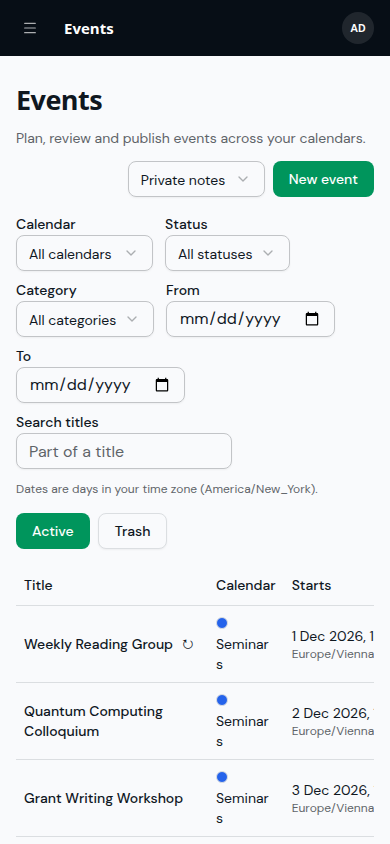 Events
AD
Events
Plan, review and publish events across your calendars.
Private notes
New event
Calendar
Status
All calendars
All statuses
Category
From
All categories
mm/dd/yyyy
To
mm/dd/yyyy
Search titles
Part of a title
Dates are days in your time zone (America/New_York).
Active
Trash
Title
Calendar
Starts
Weekly Reading Group
Seminar
s
1 Dec 2026, 1
Europe/Vienna
Quantum Computing
Colloquium
Seminar
s
2 Dec 2026,
Europe/Vienna
Grant Writing Workshop
Seminar
s
3 Dec 2026,
Europe/Vienna